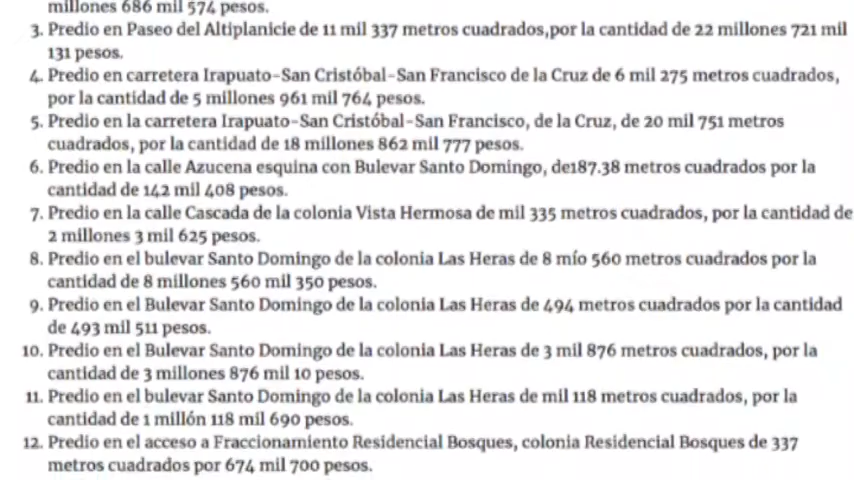 millones 686 mil 574 pesos.
3. Predio en Paseo del Altiplanicie de 11 mil 337 metros cuadrados,por la cantidad de 22 millones 721 mil
131 pesos.
4. Predio en carretera Irapuato-San Cristóbal-San Francisco de la Cruz de 6 mil 275 metros cuadrados,
por la cantidad de 5 millones 961 mil 764 pesos.
5. Predio en la carretera Irapuato-San Cristóbal-San Francisco, de la Cruz, de 20 mil 751 metros
cuadrados, por la cantidad de 18 millones 862 mil 777 pesos.
6. Predio en la calle Azucena esquina con Bulevar Santo Domingo, de187.38 metros cuadrados por la
cantidad de 142 mil 408 pesos.
7. Predio en la calle Cascada de la colonia Vista Hermosa de mil 335 metros cuadrados, por la cantidad de
2 millones 3 mil 625 pesos.
8. Predio en el bulevar Santo Domingo de la colonia Las Heras de 8 mío 560 metros cuadrados por la
cantidad de 8 millones 560 mil 350 pesos.
9. Predio en el Bulevar Santo Domingo de la colonia Las Heras de 494 metros cuadrados por la cantidad
de 493 mil 511 pesos.
10. Predio en el Bulevar Santo Domingo de la colonia Las Heras de 3 mil 876 metros cuadrados, por la
cantidad de 3 millones 876 mil 10 pesos.
11. Predio en el bulevar Santo Domingo de la colonia Las Heras de mil 118 metros cuadrados, por la
cantidad de 1 millón 118 mil 690 pesos.
12. Predio en el acceso a Fraccionamiento Residencial Bosques, colonia Residencial Bosques de 337
metros cuadrados por 674 mil 700 pesos.